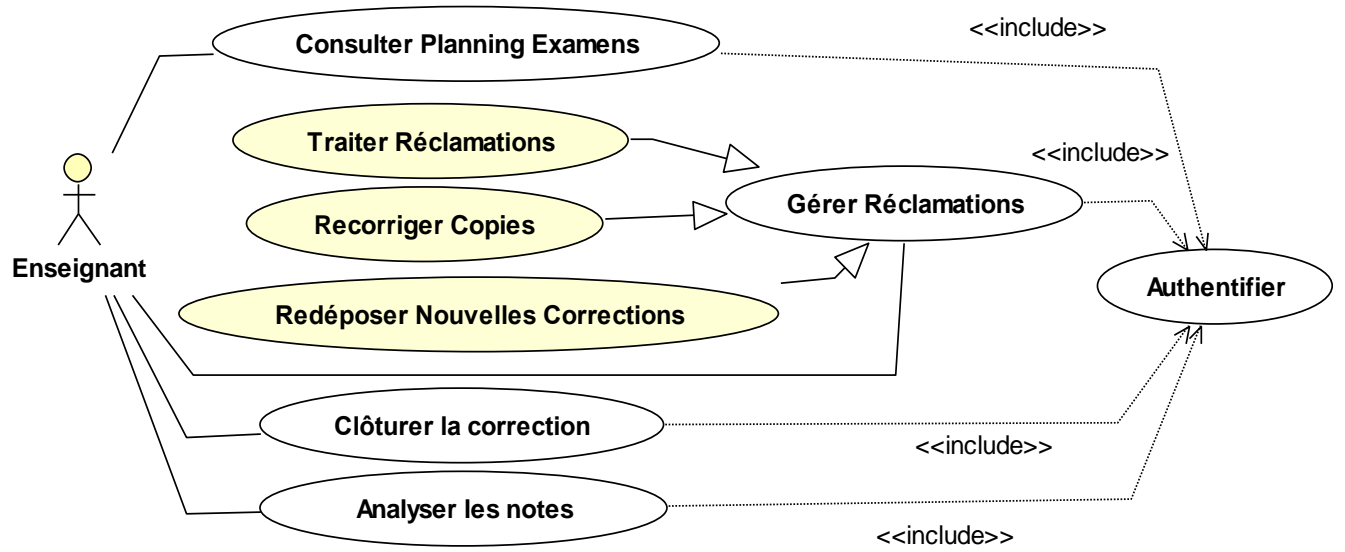 Consulter Planning Examens
<<include>>
Traiter Réclamations
<<include>>
Gérer Réclamations
Recorriger Copies
Enseignant
Authentifier
Redéposer Nouvelles Corrections
Clôturer la correction
<<include>>
Analyser les notes
<<include>>